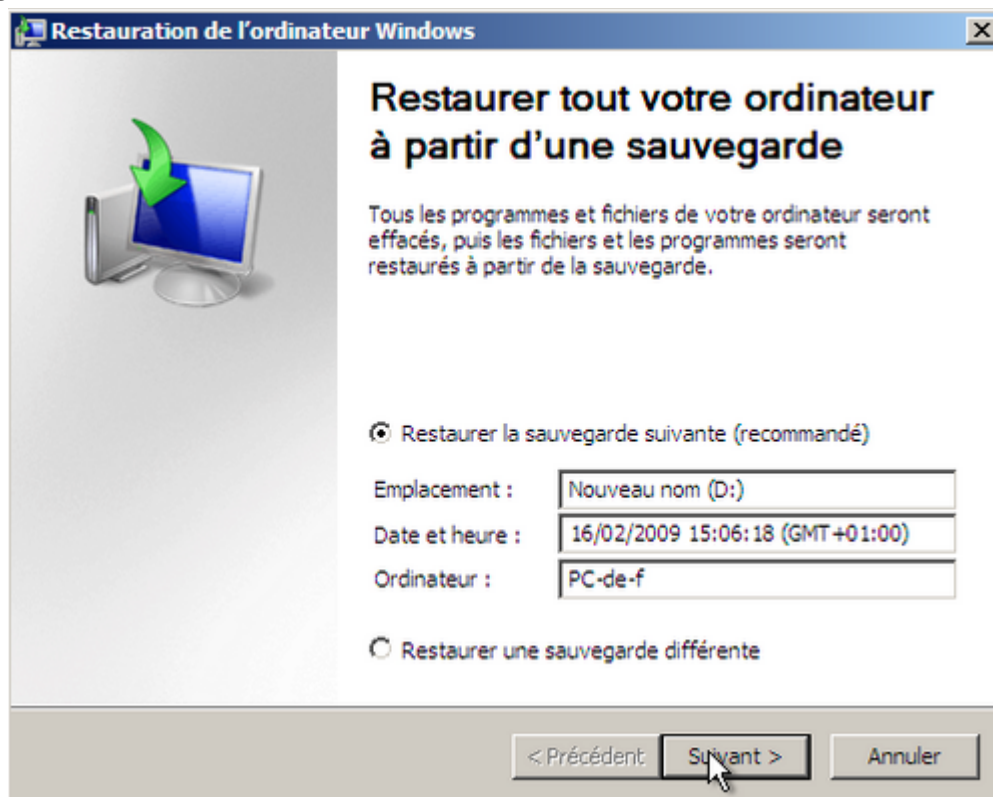 Restauration de l'ordinateur Windows
Restaurer tout votre ordinateur
à partir d'une sauvegarde
Tous les programmes et fichiers de votre ordinateur seront
effacés, puis les fichiers et les programmes seront
restaurés à partir de la sauvegarde.
Restaurer la sauvegarde suivante (recommandé)
Emplacement : Nouveau nom (D:)
Date et heure : 16/02/2009 15:06:18 (GMT+01:00)
Ordinateur : PC-de-f
Restaurer une sauvegarde différente
< Précédent Suivant > Annuler